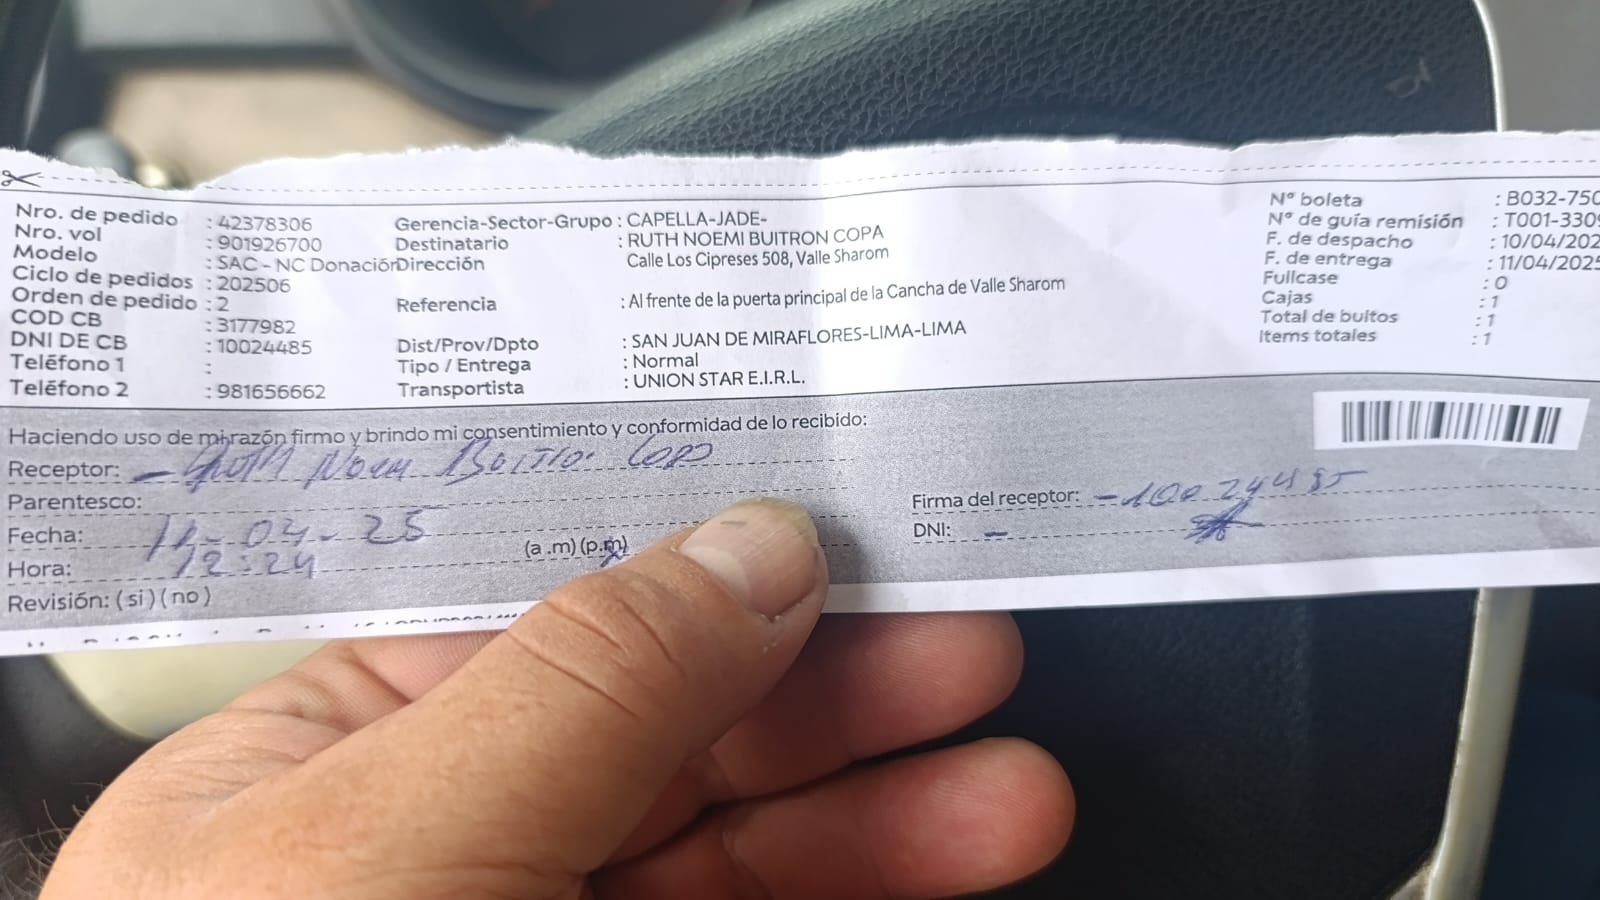 Nro. de pedido : 42378306
Nro. vol : 901926700
Modelo : SAC - NC Donación
Ciclo de pedidos : 202506
Orden de pedido : 2
COD CB : 3177982
DNI DE CB : 10024485
Teléfono 1 :
Teléfono 2 : 981656662
Gerencia-Sector-Grupo : CAPELLA-JADE-
Destinatario : RUTH NOEMI BUITRON COPA
Dirección Calle Los Cipreses 508, Valle Sharom
Referencia : Al frente de la puerta principal de la Cancha de Valle Sharom
Dist/Prov/Dpto : SAN JUAN DE MIRAFLORES-LIMA-LIMA
Tipo / Entrega : Normal
Transportista : UNION STAR E.I.R.L.
Nº boleta : B032-750
Nº de guía remisión : T001-3309
F. de despacho : 10/04/202
F. de entrega : 11/04/2025
Fullcase : 0
Cajas : 1
Total de bultos : 1
Items totales : 1
Haciendo uso de mi razón firmo y brindo mi consentimiento y conformidad de lo recibido:
Receptor: -
Parentesco:
Fecha: 11-04-25
Hora: 12:24 (a .m) (p.m)
Revisión: ( si ) ( no )
Firma del receptor: - 10024485
DNI: -